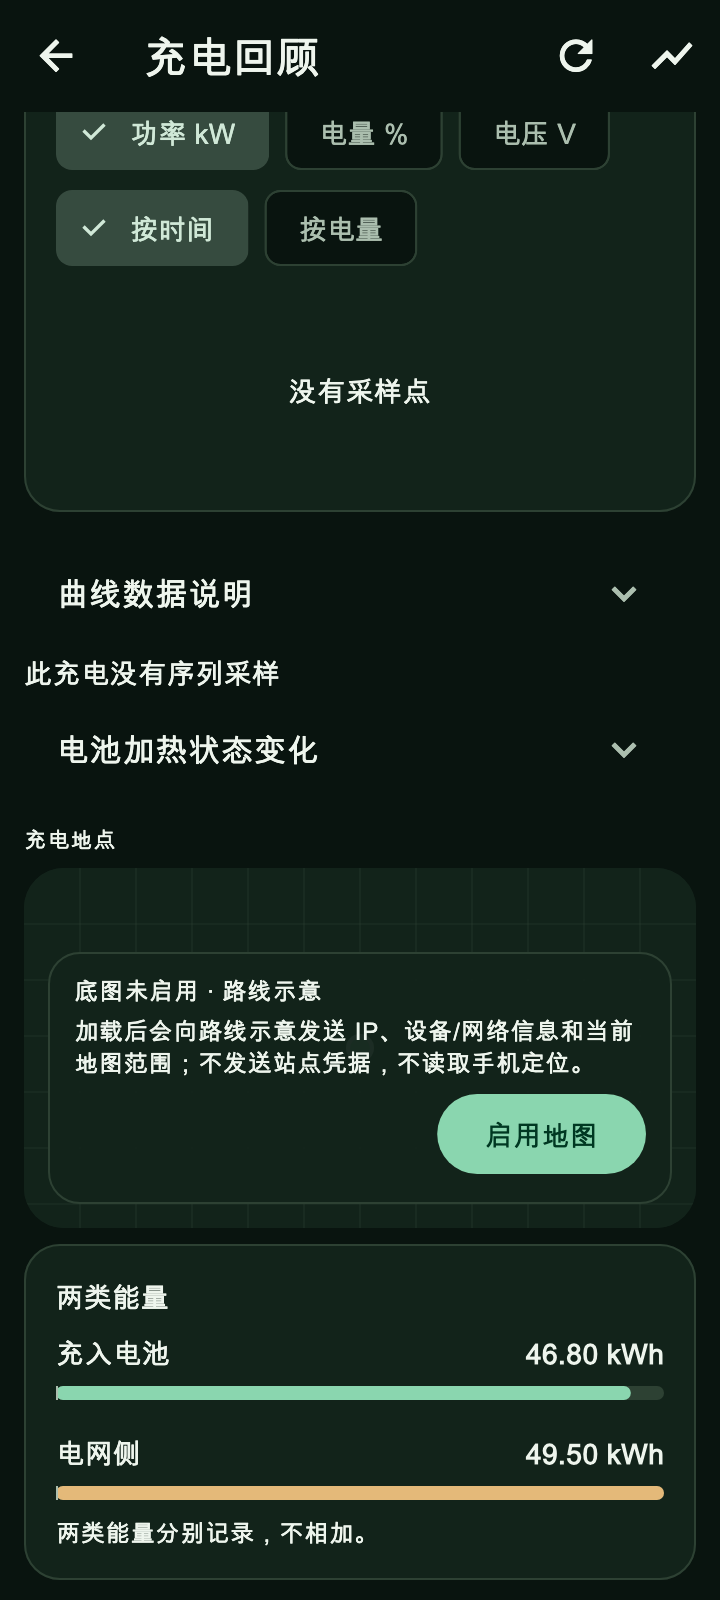 充电回顾
功率 kW
电量 %
电压 V
按时间
按电量
没有采样点
曲线数据说明
此充电没有序列采样
电池加热状态变化
充电地点
底图未启用 · 路线示意
加载后会向路线示意发送 IP、设备/网络信息和当前
地图范围；不发送站点凭据，不读取手机定位。
启用地图
两类能量
充入电池
46.80 kWh
电网侧
49.50 kWh
两类能量分别记录，不相加。